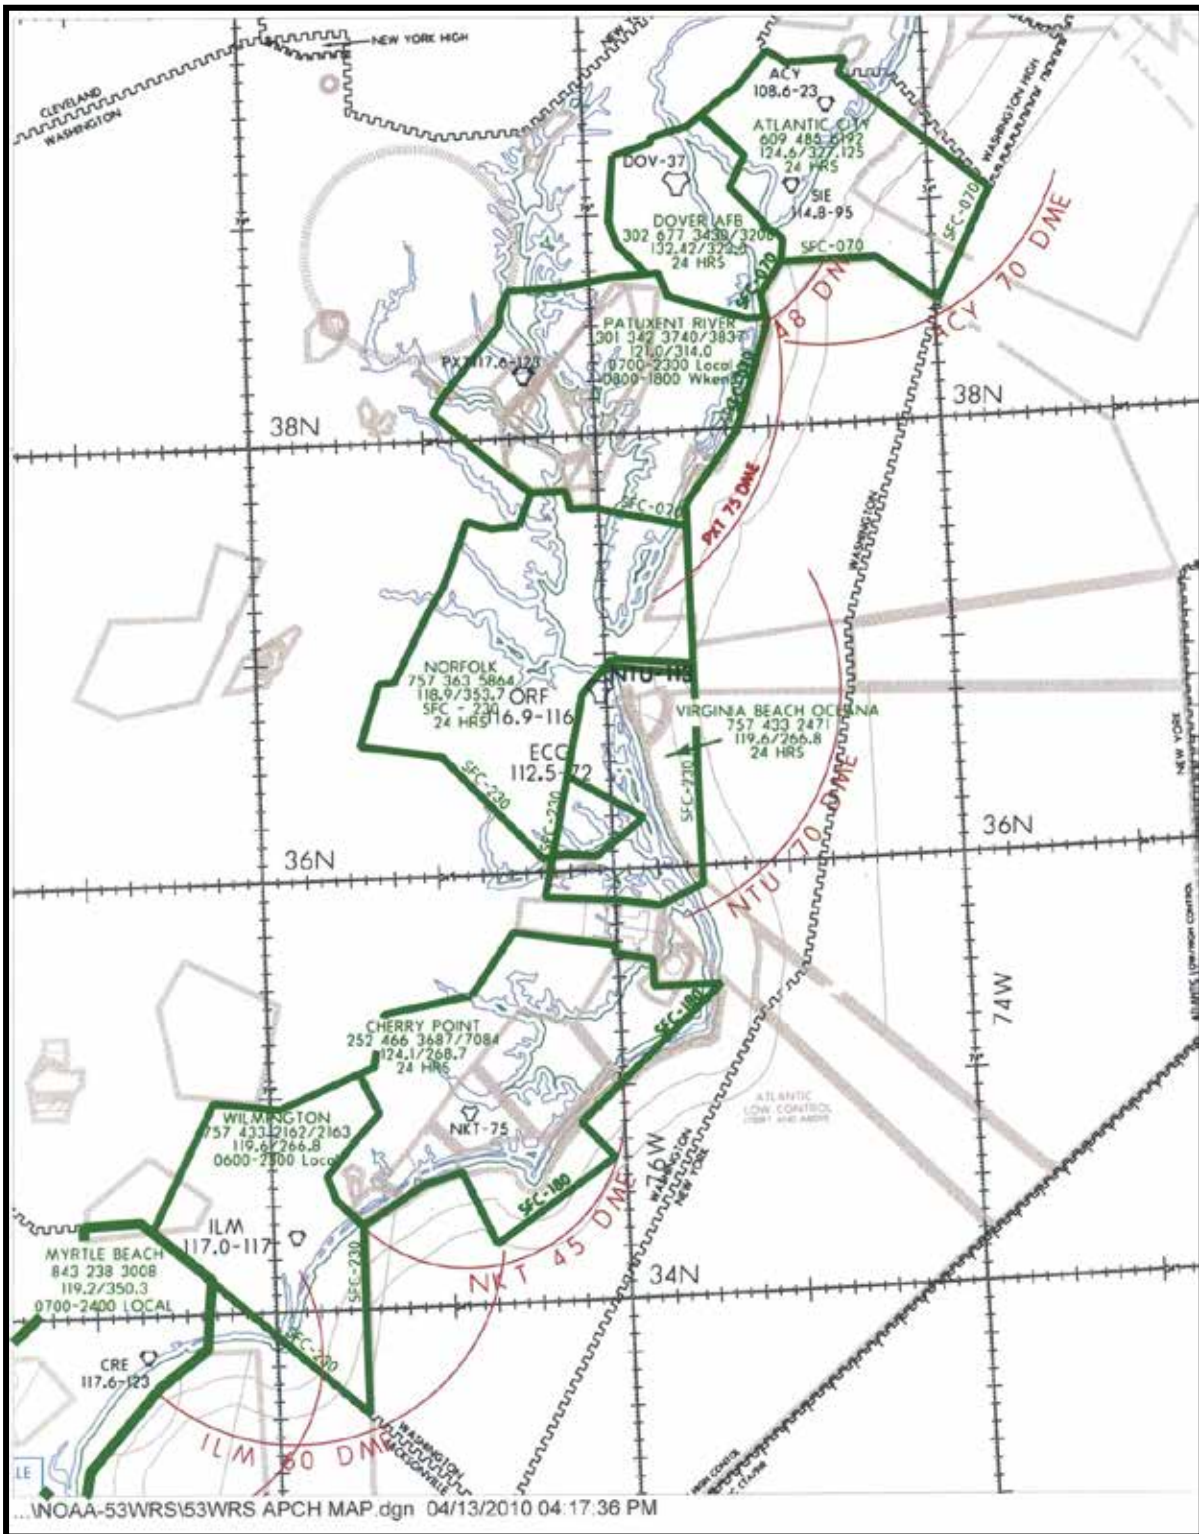 NEW YORK HIGH
CLEVELAND
WASHINGTON
WASHINGTON HIGH
ACY
108.6-23
ATLANTIC CITY
609 485 6192
124.6/327.125
24 HRS
SIE
114.8-95
SFC-070
SFC-070
DOV-37
DOVER AFB
302 677
24 HRS
SFC-070
ACY 70 DME
PATUXENT RIVER
301 342 3740/3837
121.0/314.0
0700-2300 Local
0800-1800 Wkend
PXT117.6-123
38N
38N
SFC-070
PXT 75 DME
WASHINGTON
NORFOLK
757 363 5864
118.9/353.7
SFC - 230
24 HRS
ORF
116.9-116
NTU-113
VIRGINIA BEACH OCEANA
757 433 2471
119.6/266.8
24 HRS
ECG
112.5-72
SFC-230
SFC-230
SFC-230
NTU 70 DME
NEW YORK
36N
36N
74W
CHERRY POINT
252 466 3687/7084
124.1/268.7
24 HRS
SFC-180
NKT-75
SFC-180
ATLANTIC
LOW CONTROL
76W
WASHINGTON
NEW YORK
WILMINGTON
757 433 2162/2163
119.6/266.8
0600-2300 Local
ILM
117.0-117
NKT 45 DME
34N
MYRTLE BEACH
843 238 3008
119.2/350.3
0700-2400 LOCAL
SFC-230
SFC-230
CRE
117.6-123
ILM 60 DME
WASHINGTON
JACKSONVILLE
LE
...\NOAA-53WRS\53WRS APCH MAP.dgn 04/13/2010 04:17:36 PM